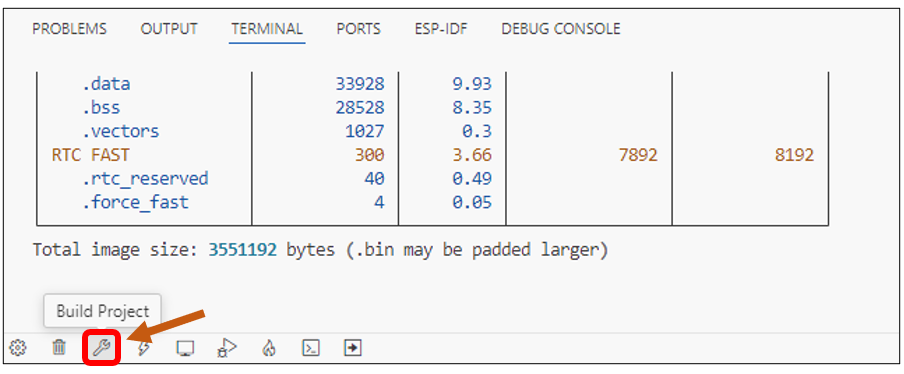 PROBLEMS OUTPUT TERMINAL PORTS ESP-IDF DEBUG CONSOLE
.data 33928 9.93
.bss 28528 8.35
.vectors 1027 0.3
RTC FAST 300 3.66 7892 8192
.rtc_reserved 40 0.49
.force_fast 4 0.05
Total image size: 3551192 bytes (.bin may be padded larger)
Build Project